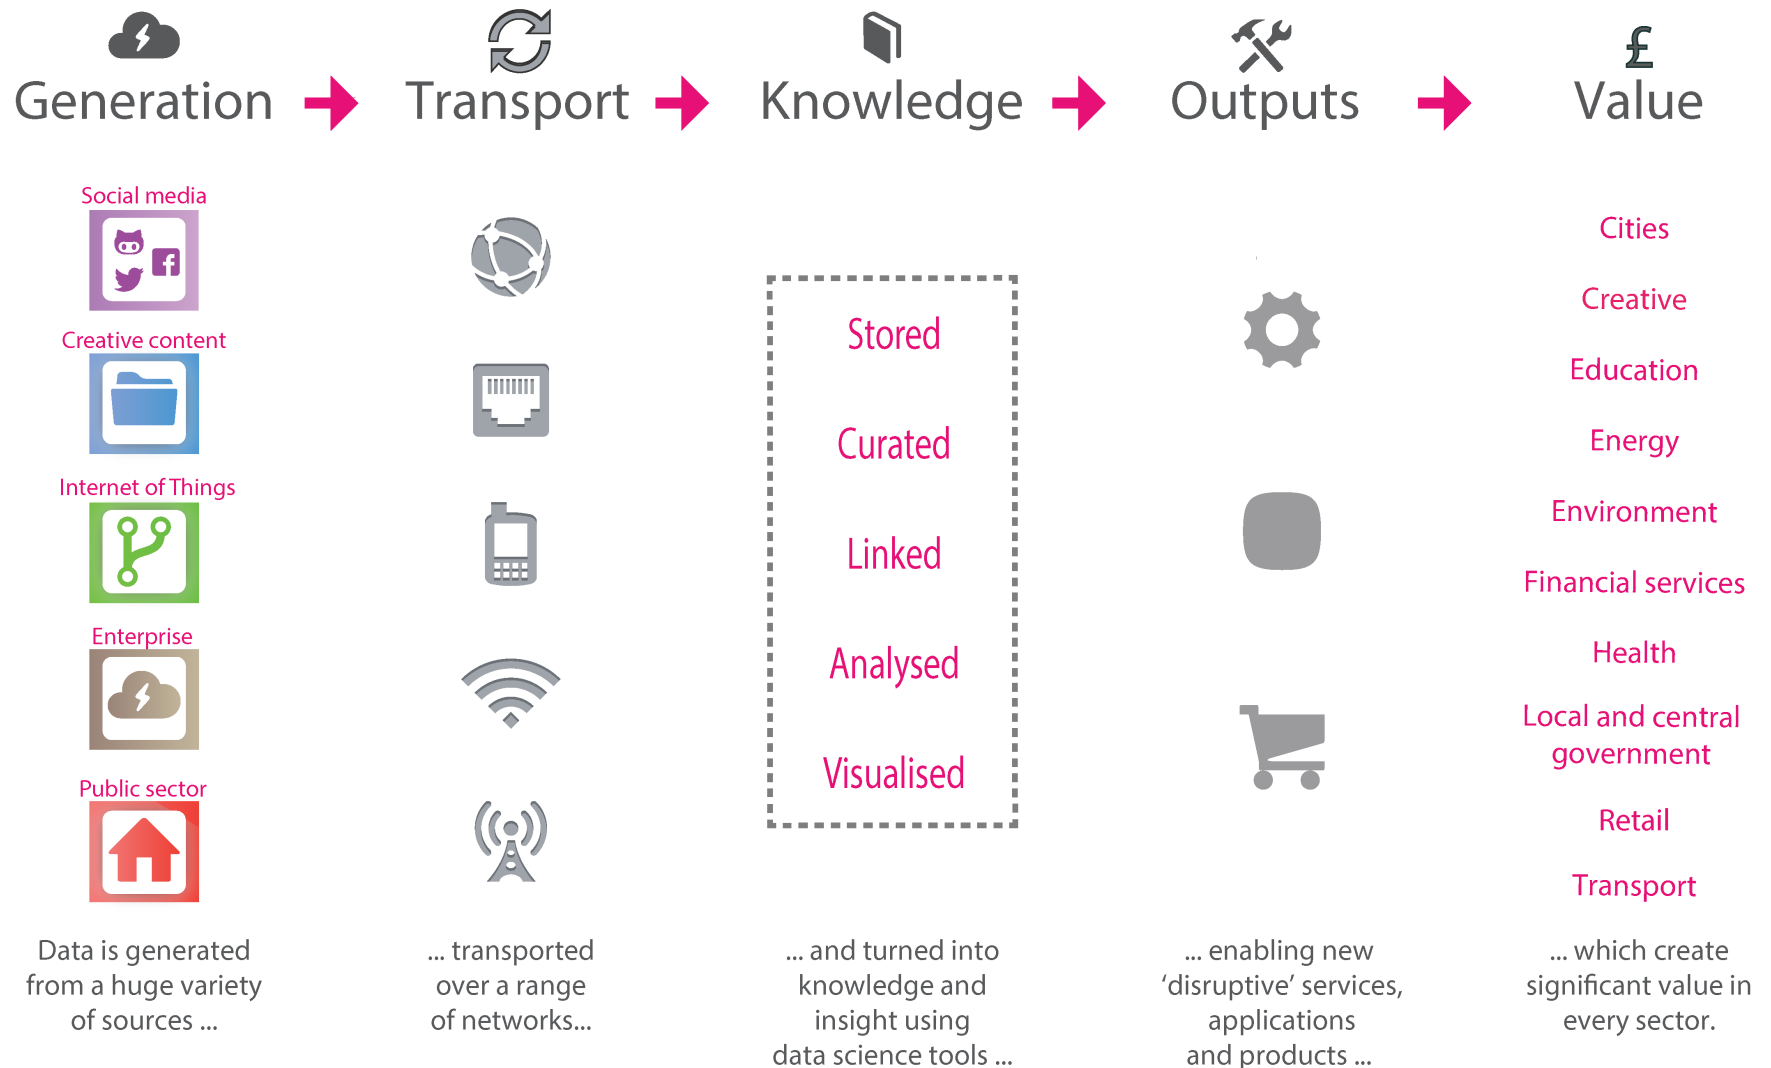 Generation
Transport
Knowledge
Outputs
£
Value
Social media
Creative content
Internet of Things
Enterprise
Public sector
Stored
Curated
Linked
Analysed
Visualised
Cities
Creative
Education
Energy
Environment
Financial services
Health
Local and central
government
Retail
Transport
Data is generated
from a huge variety
of sources ...
... transported
over a range
of networks...
... and turned into
knowledge and
insight using
data science tools ...
... enabling new
‘disruptive’ services,
applications
and products ...
... which create
significant value in
every sector.